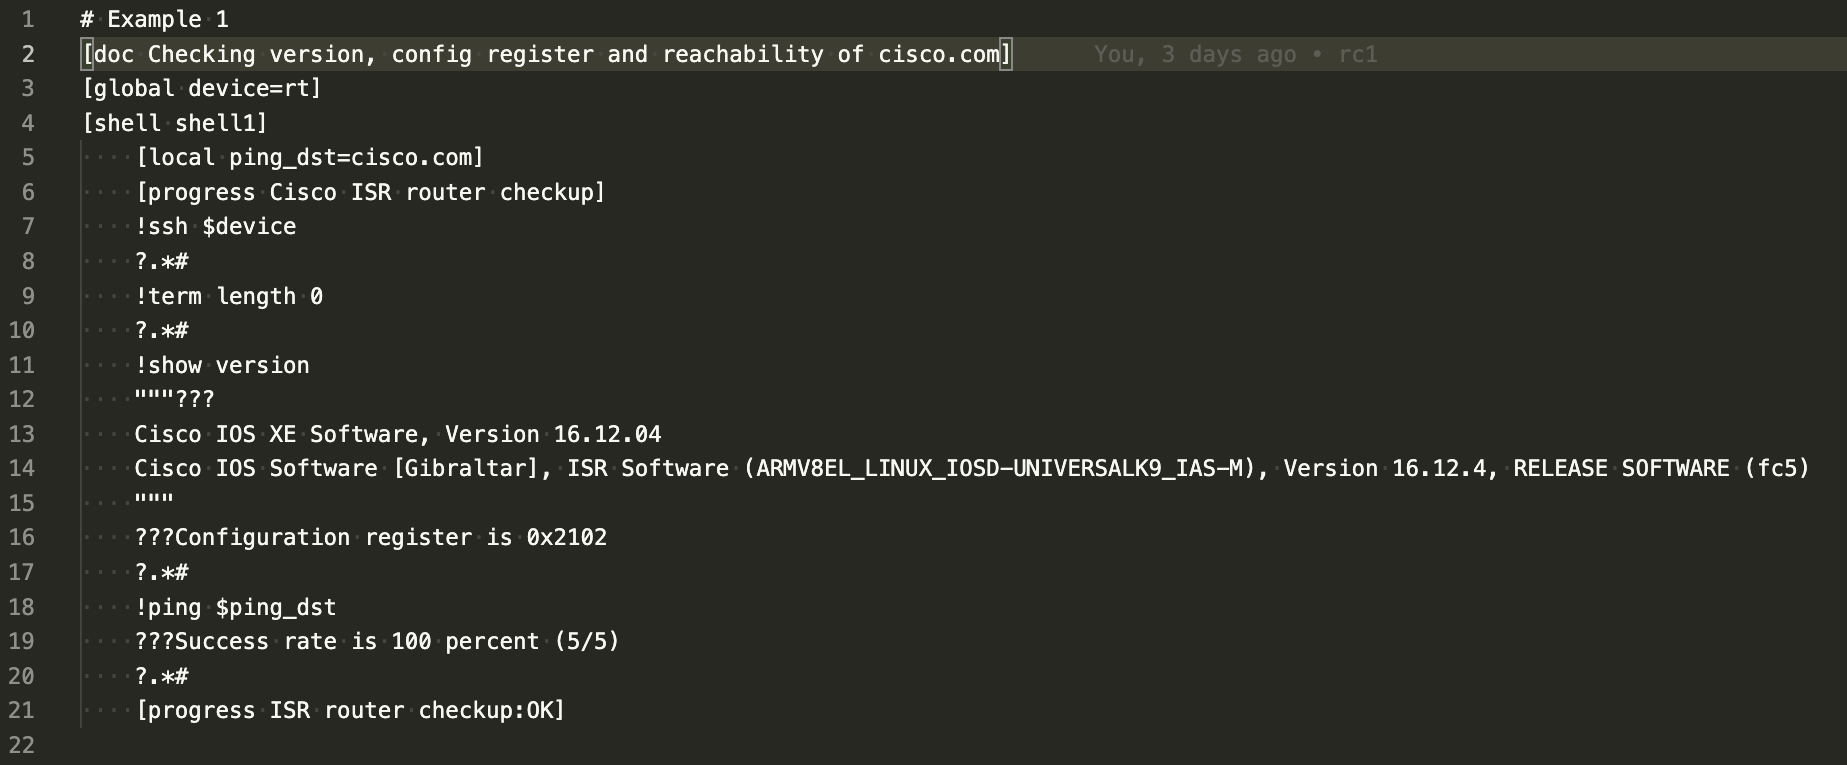 1 # Example 1
2 [doc Checking version, config register and reachability of cisco.com] You, 3 days ago • rc1
3 [global device=rt]
4 [shell shell1]
5     [local ping_dst=cisco.com]
6     [progress Cisco ISR router checkup]
7     !ssh $device
8     ?.*#
9     !term length 0
10     ?.*#
11     !show version
12     """???
13     Cisco IOS XE Software, Version 16.12.04
14     Cisco IOS Software [Gibraltar], ISR Software (ARMV8EL_LINUX_IOSD-UNIVERSALK9_IAS-M), Version 16.12.4, RELEASE SOFTWARE (fc5)
15     """
16     ???Configuration register is 0x2102
17     ?.*#
18     !ping $ping_dst
19     ???Success rate is 100 percent (5/5)
20     ?.*#
21     [progress ISR router checkup:OK]
22